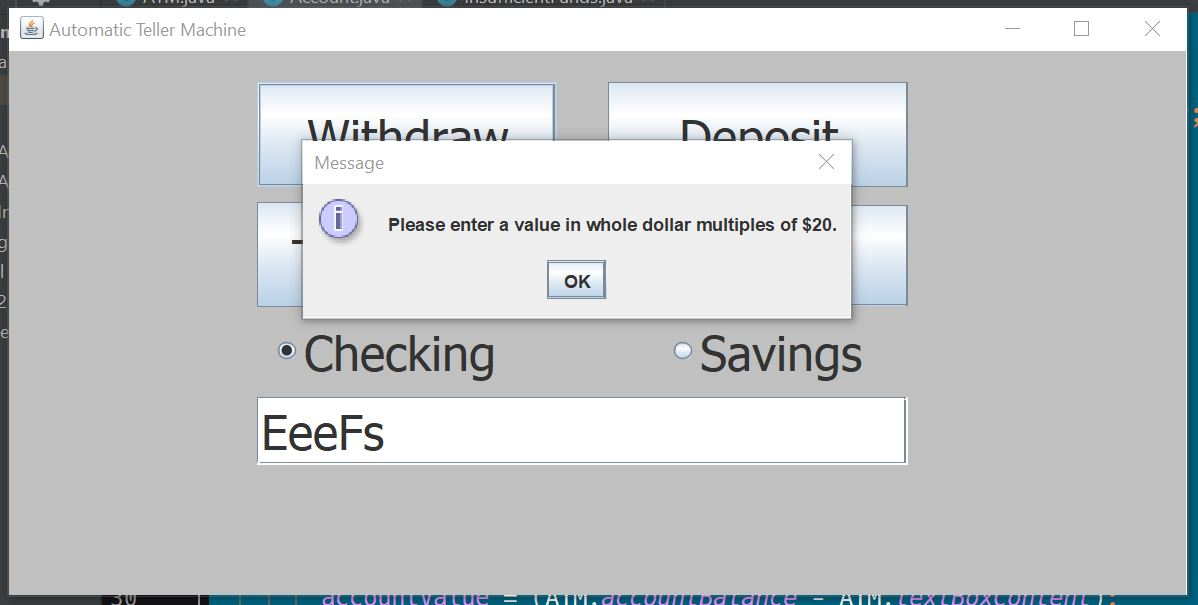 ATM.java Account.java InsufficientFunds.java
Automatic Teller Machine
Withdraw Deposit
Message
Please enter a value in whole dollar multiples of $20.
OK
Checking Savings
EeeFs
30 accountValue = (ATM.accountBalance - ATM.textBoxContent);